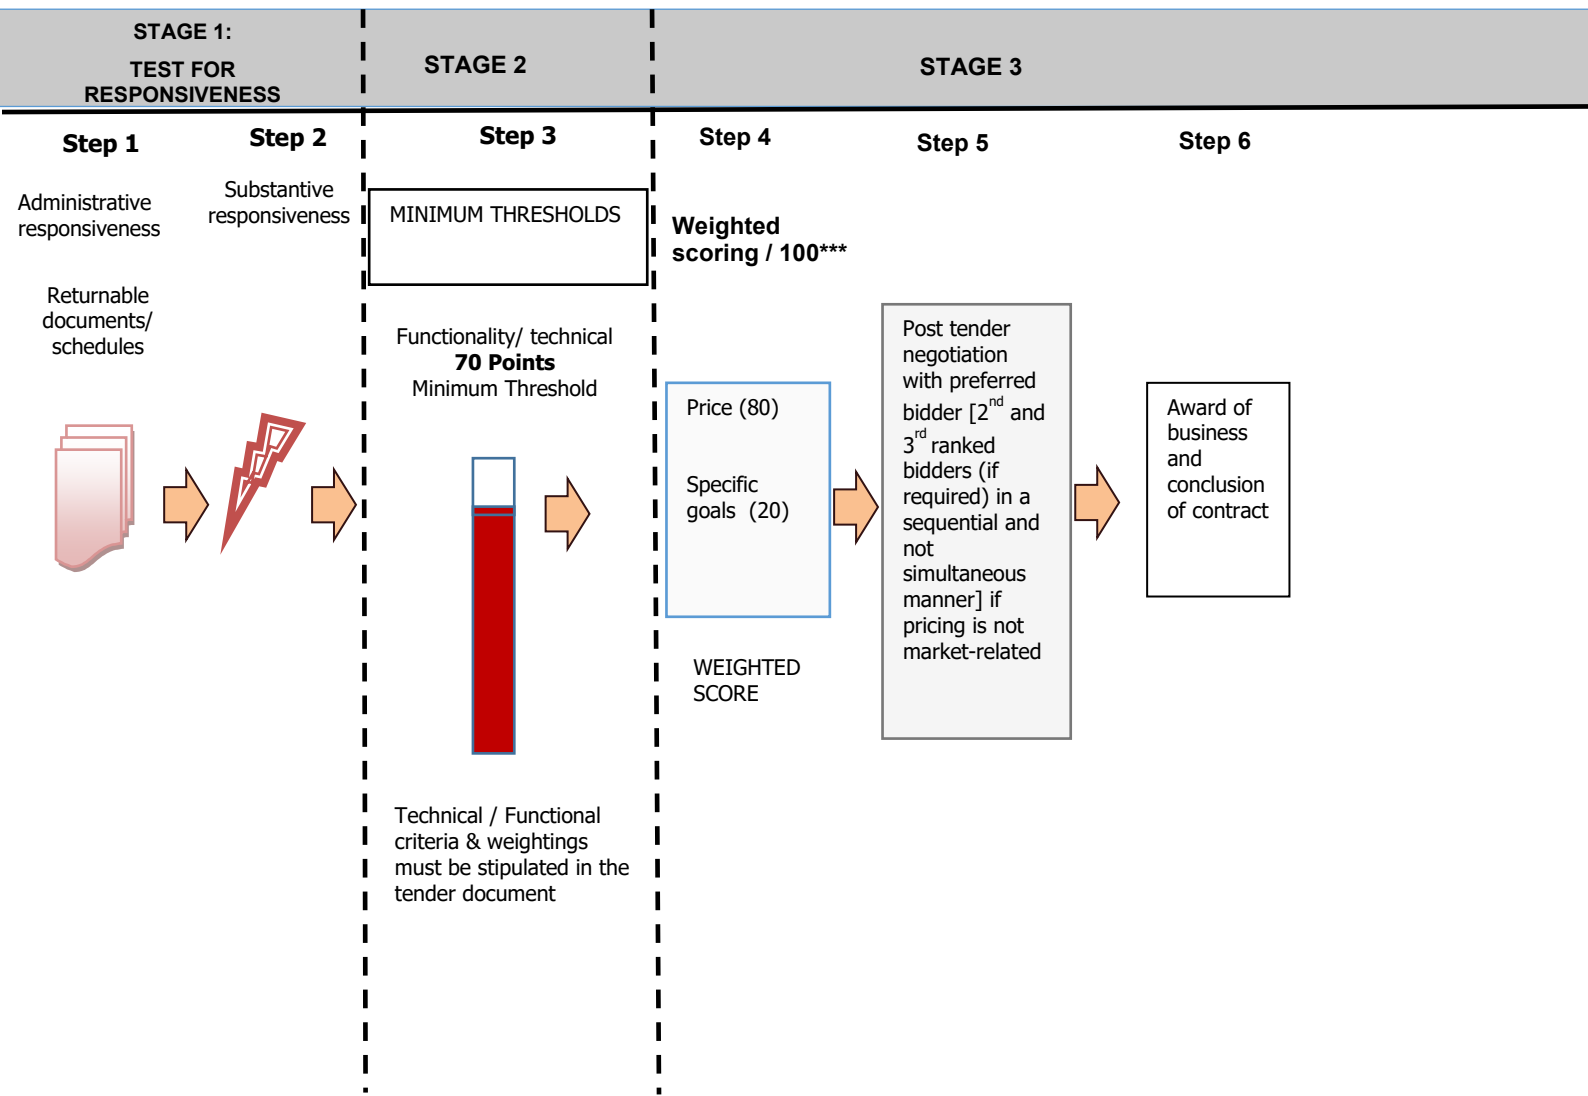 STAGE 1:
TEST FOR
RESPONSIVENESS
STAGE 2
STAGE 3
Step 1
Step 2
Step 3
Step 4
Step 5
Step 6
Administrative
responsiveness
Returnable
documents/
schedules
Substantive
responsiveness
MINIMUM THRESHOLDS
Functionality/ technical
70 Points
Minimum Threshold
Technical / Functional
criteria & weightings
must be stipulated in the
tender document
Weighted
scoring / 100***
Price (80)
Specific
goals (20)
WEIGHTED
SCORE
Post tender
negotiation
with preferred
bidder [2nd and
3rd ranked
bidders (if
required) in a
sequential and
not
simultaneous
manner] if
pricing is not
market-related
Award of
business
and
conclusion
of contract